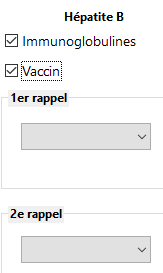 Hépatite B
Immunoglobulines
Vaccin
1er rappel
2e rappel